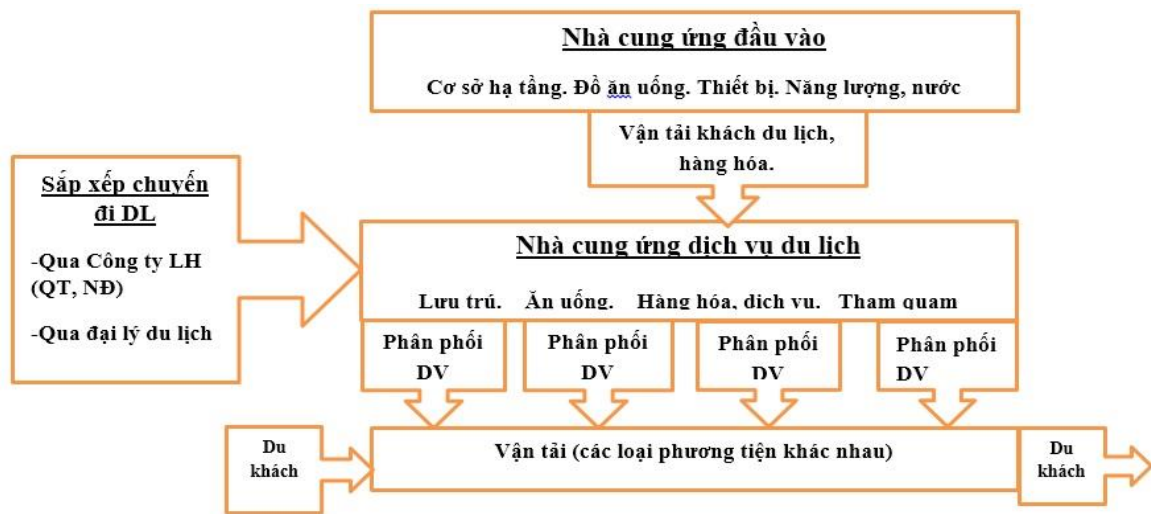 Nhà cung ứng đầu vào
Cơ sở hạ tầng. Đồ ăn uống. Thiết bị. Năng lượng, nước
Vận tải khách du lịch,
hàng hóa.
Sắp xếp chuyến
đi DL
-Qua Công ty LH
(QT, NĐ)
-Qua đại lý du lịch
Nhà cung ứng dịch vụ du lịch
Lưu trú. Ăn uống. Hàng hóa, dịch vụ. Tham quam
Phân phối
DV
Phân phối
DV
Phân phối
DV
Phân phối
DV
Du
khách
Vận tải (các loại phương tiện khác nhau)
Du
khách